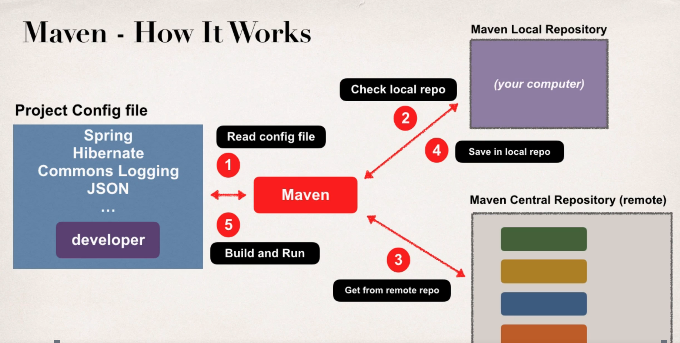 Maven - How It Works
Maven Local Repository
(your computer)
Check local repo
2
4
Save in local repo
Project Config file
Spring
Hibernate
Commons Logging
JSON
...
developer
Read config file
1
Maven
5
Build and Run
3
Get from remote repo
Maven Central Repository (remote)